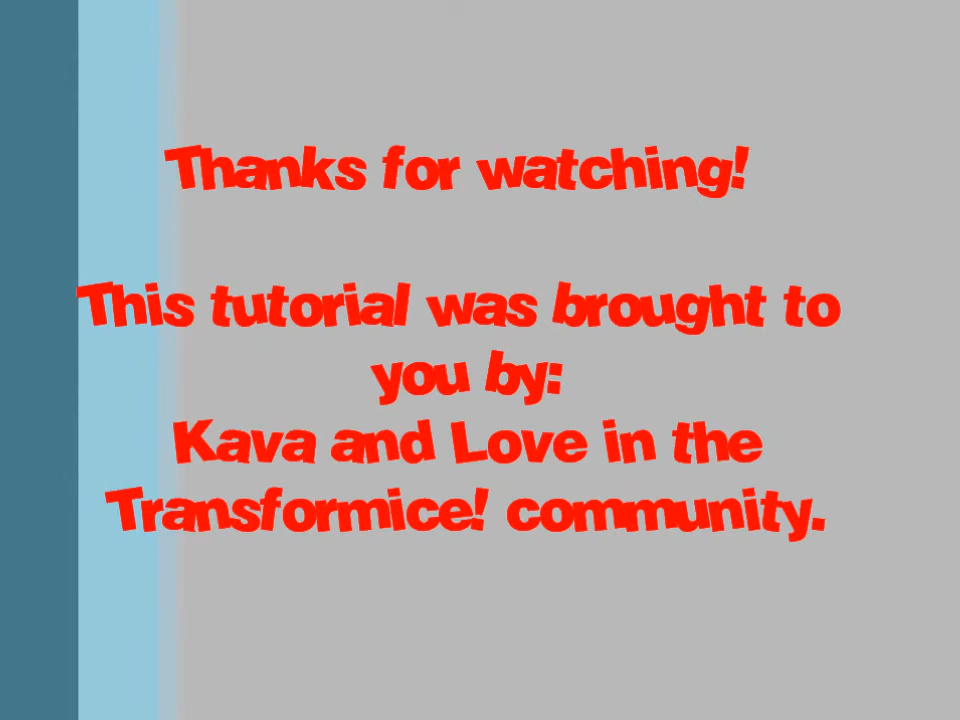 Thanks for watching!
This tutorial was brought to
you by:
Kava and Love in the
Transformice! community.